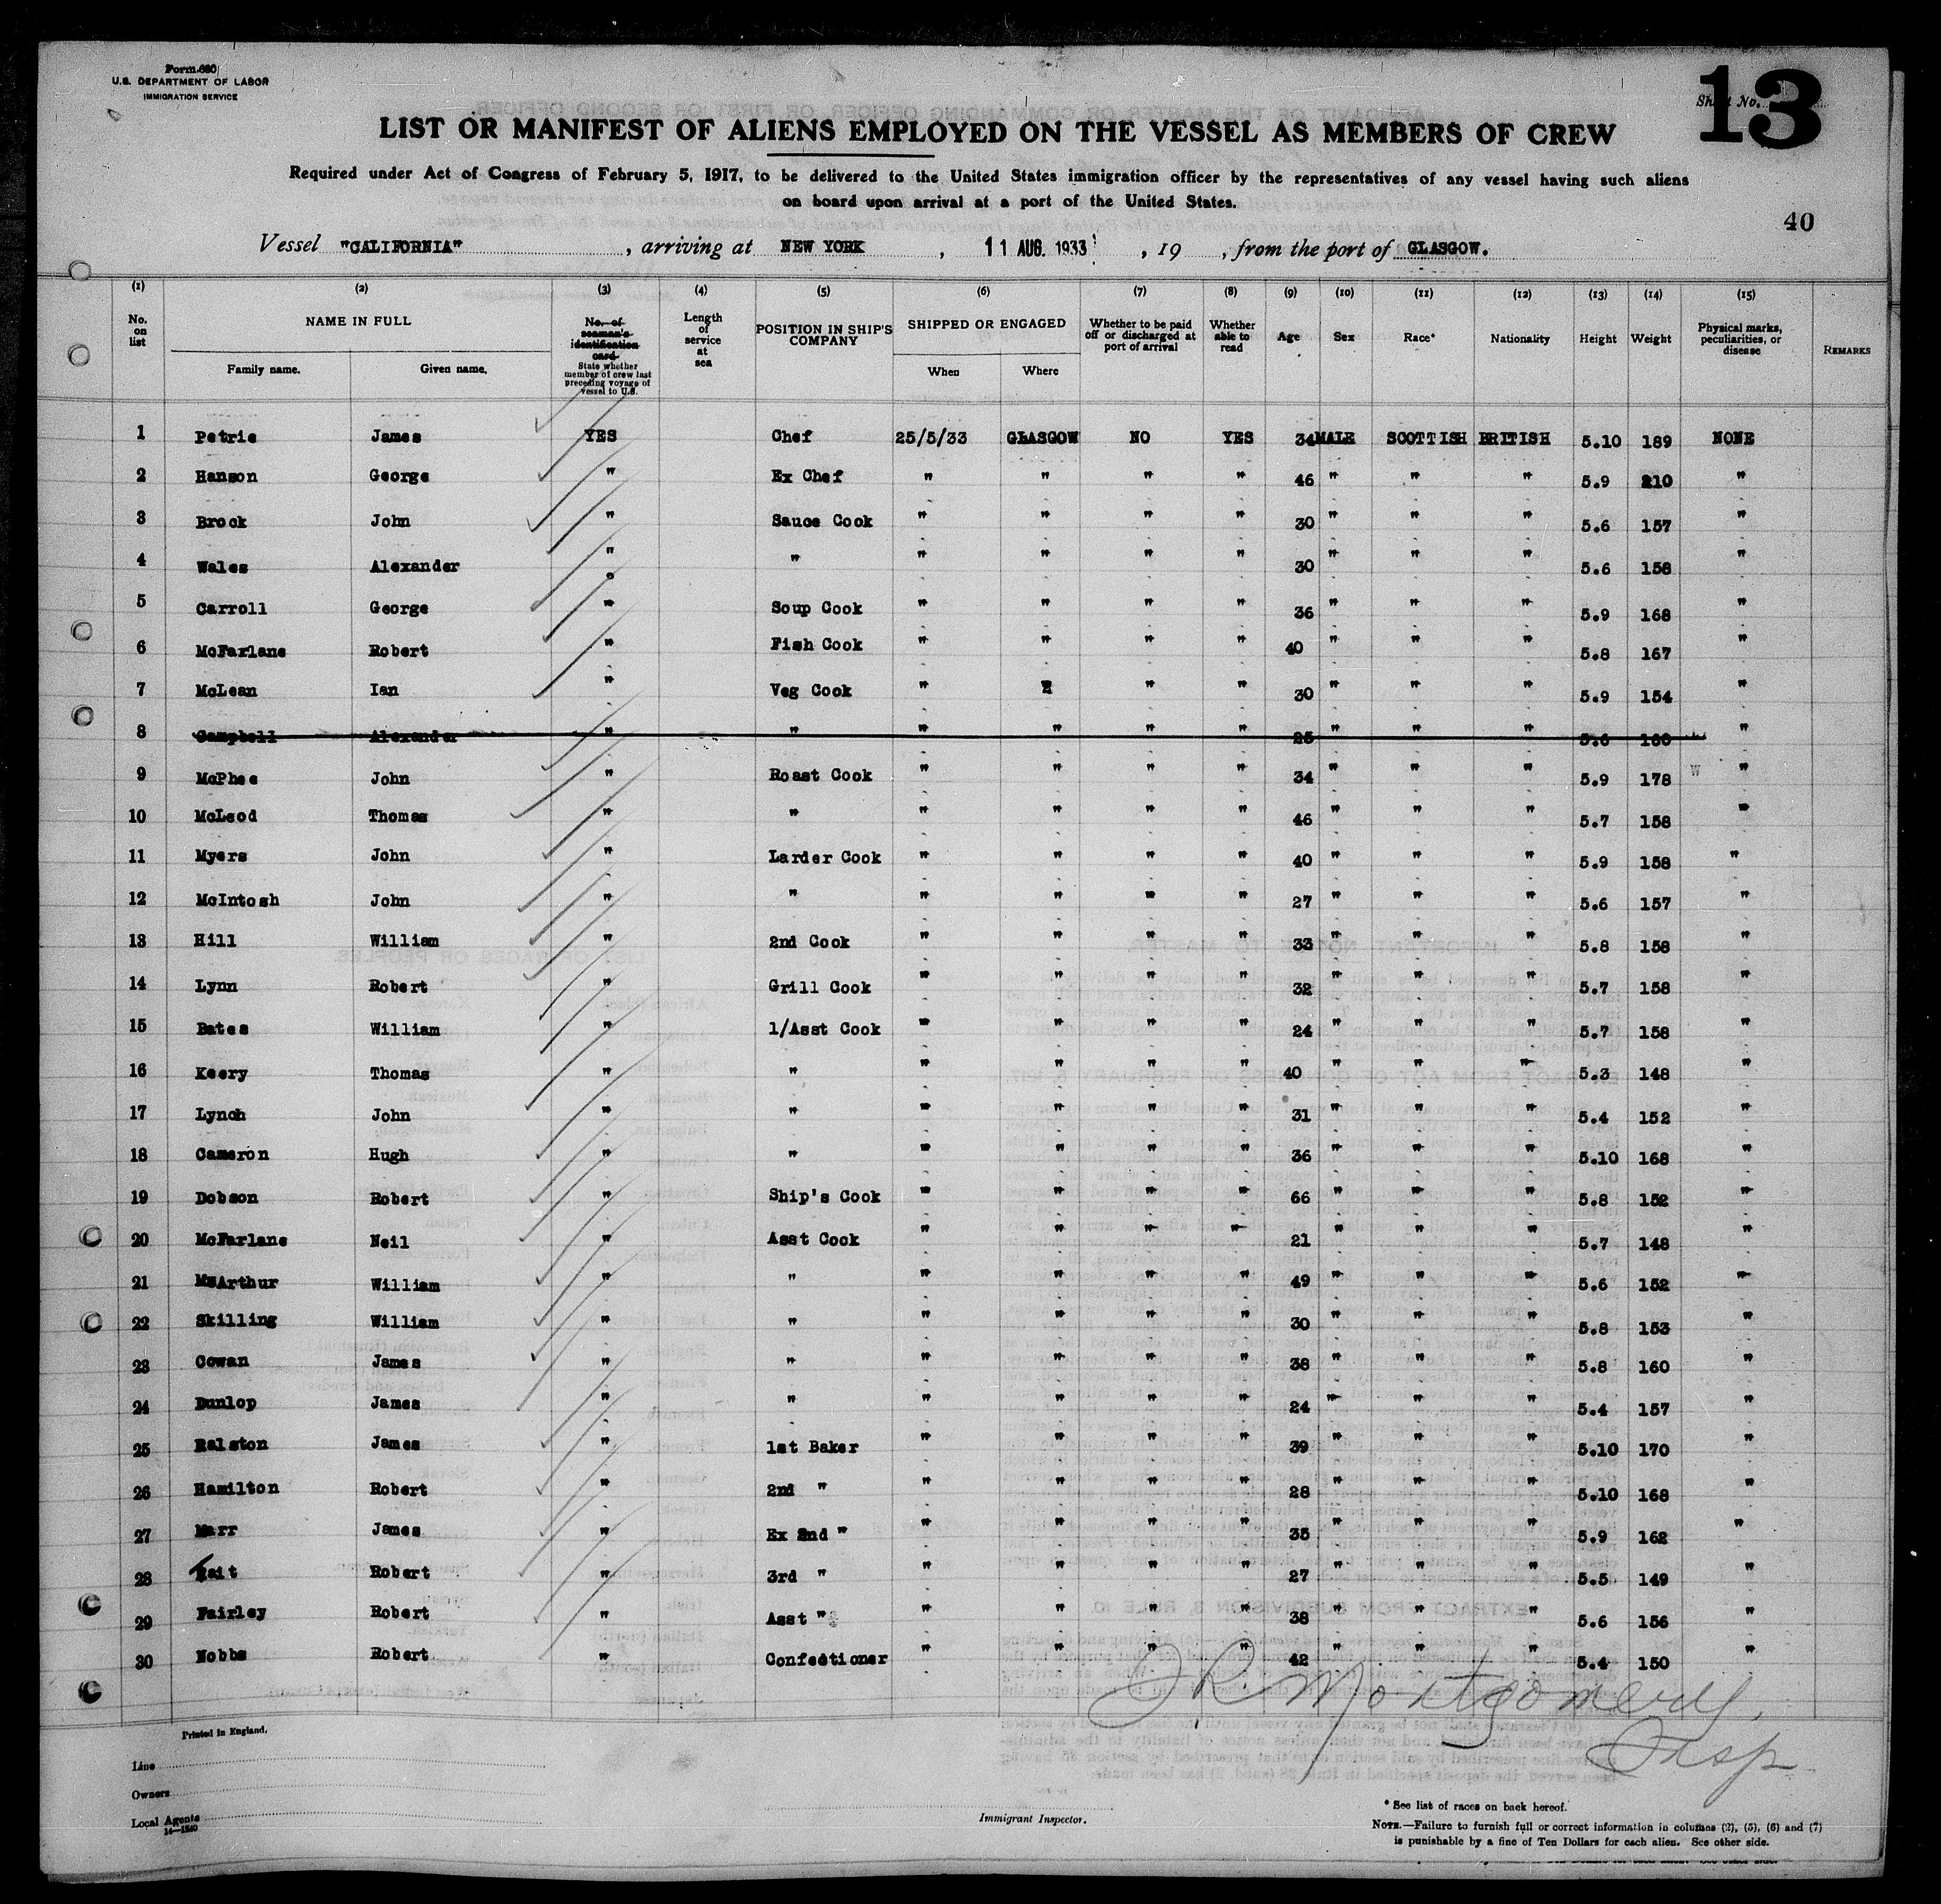 Form 680
U.S. DEPARTMENT OF LABOR
IMMIGRATION SERVICE
Sheet No. 13
LIST OR MANIFEST OF ALIENS EMPLOYED ON THE VESSEL AS MEMBERS OF CREW
Required under Act of Congress of February 5, 1917, to be delivered to the United States immigration officer by the representatives of any vessel having such aliens
on board upon arrival at a port of the United States.
40
Vessel "CALIFORNIA", arriving at NEW YORK, 11 AUG. 1933, 19 , from the port of GLASGOW.
(1) (2) (3) (4) (5) (6) (7) (8) (9) (10) (11) (12) (13) (14) (15)
No. on list NAME IN FULL Family name. Given name. No. of seaman's identification card State whether member of crew last preceding voyage of vessel to U.S. Length of service at sea POSITION IN SHIP'S COMPANY SHIPPED OR ENGAGED When Where Whether to be paid off or discharged at port of arrival Whether able to read Age Sex Race* Nationality Height Weight Physical marks, peculiarities, or disease REMARKS
1 Petrie James YES Chef 25/5/33 GLASGOW NO YES 34 MALE SCOTTISH BRITISH 5.10 189 NONE
2 Hanson George " Ex Chef " " " " 46 " " " 5.9 210 "
3 Brock John " Sauce Cook " " " " 30 " " " 5.6 157 "
4 Wales Alexander " " " " " " 30 " " " 5.6 158 "
5 Carroll George " Soup Cook " " " " 36 " " " 5.9 168 "
6 McFarlane Robert " Fish Cook " " " " 40 " " " 5.8 167 "
7 McLean Ian " Veg Cook " " " " 30 " " " 5.9 154 "
8 Campbell Alexander " " " " " " 25 " " " 5.6 160 "
9 McPhee John " Roast Cook " " " " 34 " " " 5.9 178 "
10 McLeod Thomas " " " " " " 46 " " " 5.7 158 "
11 Myers John " Larder Cook " " " " 40 " " " 5.9 158 "
12 McIntosh John " " " " " " 27 " " " 5.6 157 "
13 Hill William " 2nd Cook " " " " 33 " " " 5.8 158 "
14 Lynn Robert " Grill Cook " " " " 32 " " " 5.7 158 "
15 Bates William " 1/Asst Cook " " " " 24 " " " 5.7 158 "
16 Keery Thomas " " " " " " 40 " " " 5.3 148 "
17 Lynch John " " " " " " 31 " " " 5.4 152 "
18 Cameron Hugh " " " " " " 36 " " " 5.10 168 "
19 Dobson Robert " Ship's Cook " " " " 66 " " " 5.8 152 "
20 McFarlane Neil " Asst Cook " " " " 21 " " " 5.7 148 "
21 McArthur William " " " " " " 49 " " " 5.6 152 "
22 Skilling William " " " " " " 30 " " " 5.8 153 "
23 Cowan James " " " " " " 38 " " " 5.8 160 "
24 Dunlop James " " " " " " 24 " " " 5.4 157 "
25 Ralston James " 1st Baker " " " " 39 " " " 5.10 170 "
26 Hamilton Robert " 2nd " " " " " 28 " " " 5.10 168 "
27 Marr James " Ex 2nd " " " " " 35 " " " 5.9 162 "
28 Tait Robert " 3rd " " " " " 27 " " " 5.5 149 "
29 Fairley Robert " Asst " " " " " 38 " " " 5.6 156 "
30 Nobbs Robert " Confectioner " " " " 42 " " " 5.4 150 "
J R Montgomery,
Insp
Printed in England.
Line
Owners
Local Agents
14-1240
Immigrant Inspector.
* See list of races on back hereof.
NOTE.—Failure to furnish full or correct information in columns (2), (5), (6) and (7)
is punishable by a fine of Ten Dollars for each alien. See other side.